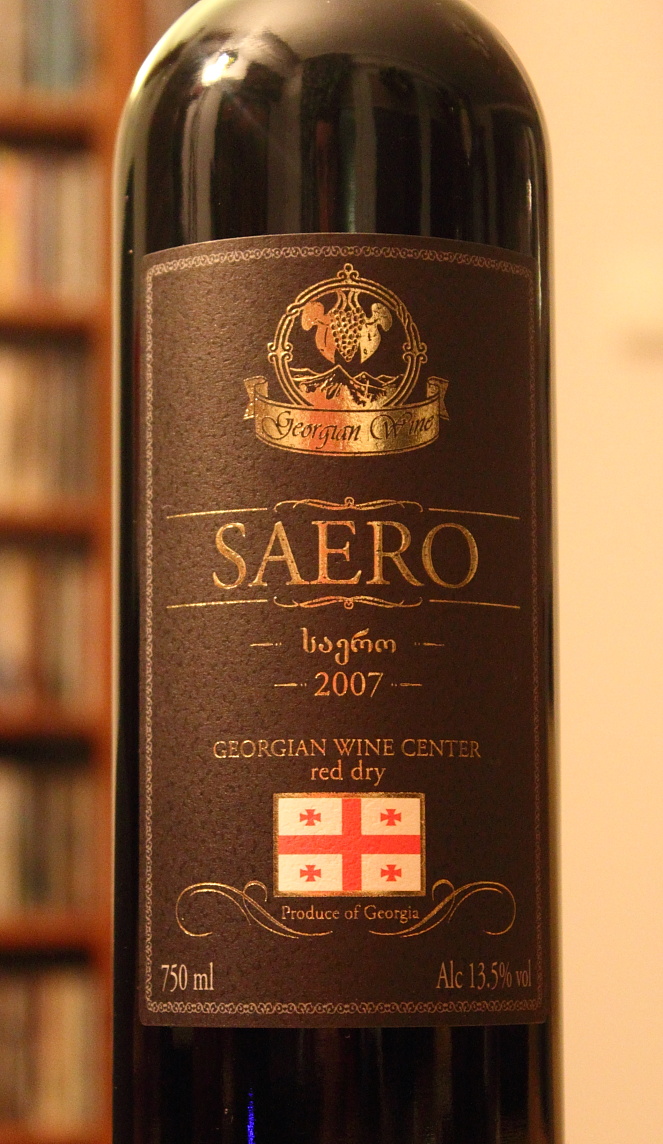 Georgian Wine
SAERO
საერო
2007
GEORGIAN WINE CENTER
red dry
Produce of Georgia
750 ml
Alc 13.5% vol